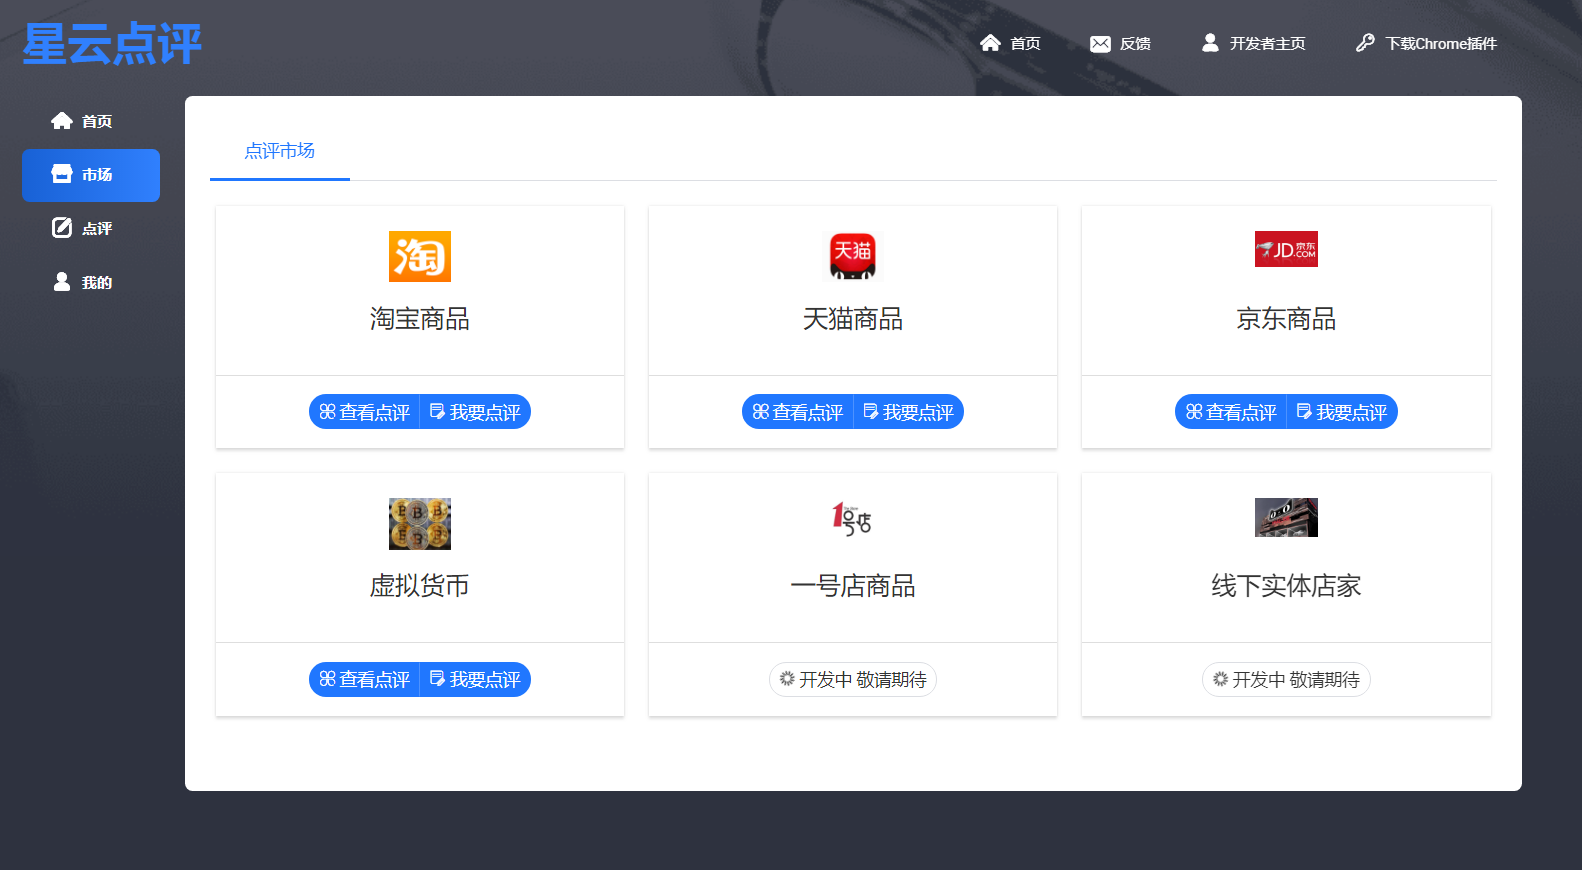 星云点评
首页
反馈
开发者主页
下载Chrome插件
首页
市场
点评
我的
点评市场
淘
天猫
JD 京东
.COM
淘宝商品
天猫商品
京东商品
查看点评 我要点评
查看点评 我要点评
查看点评 我要点评
1号店
虚拟货币
一号店商品
线下实体店家
查看点评 我要点评
开发中 敬请期待
开发中 敬请期待